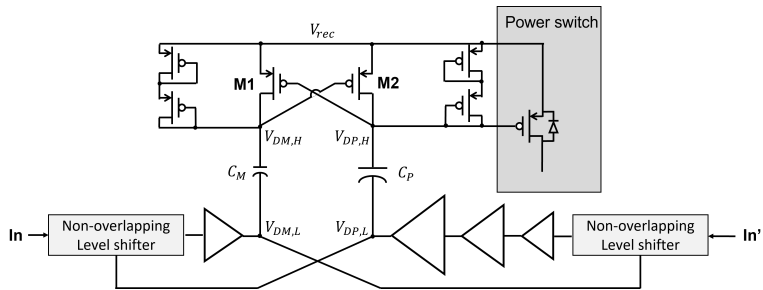 Power switch
V_rec
M1
M2
V_DM,H
V_DP,H
C_M
C_P
In
Non-overlapping
Level shifter
V_DM,L
V_DP,L
Non-overlapping
Level shifter
In'